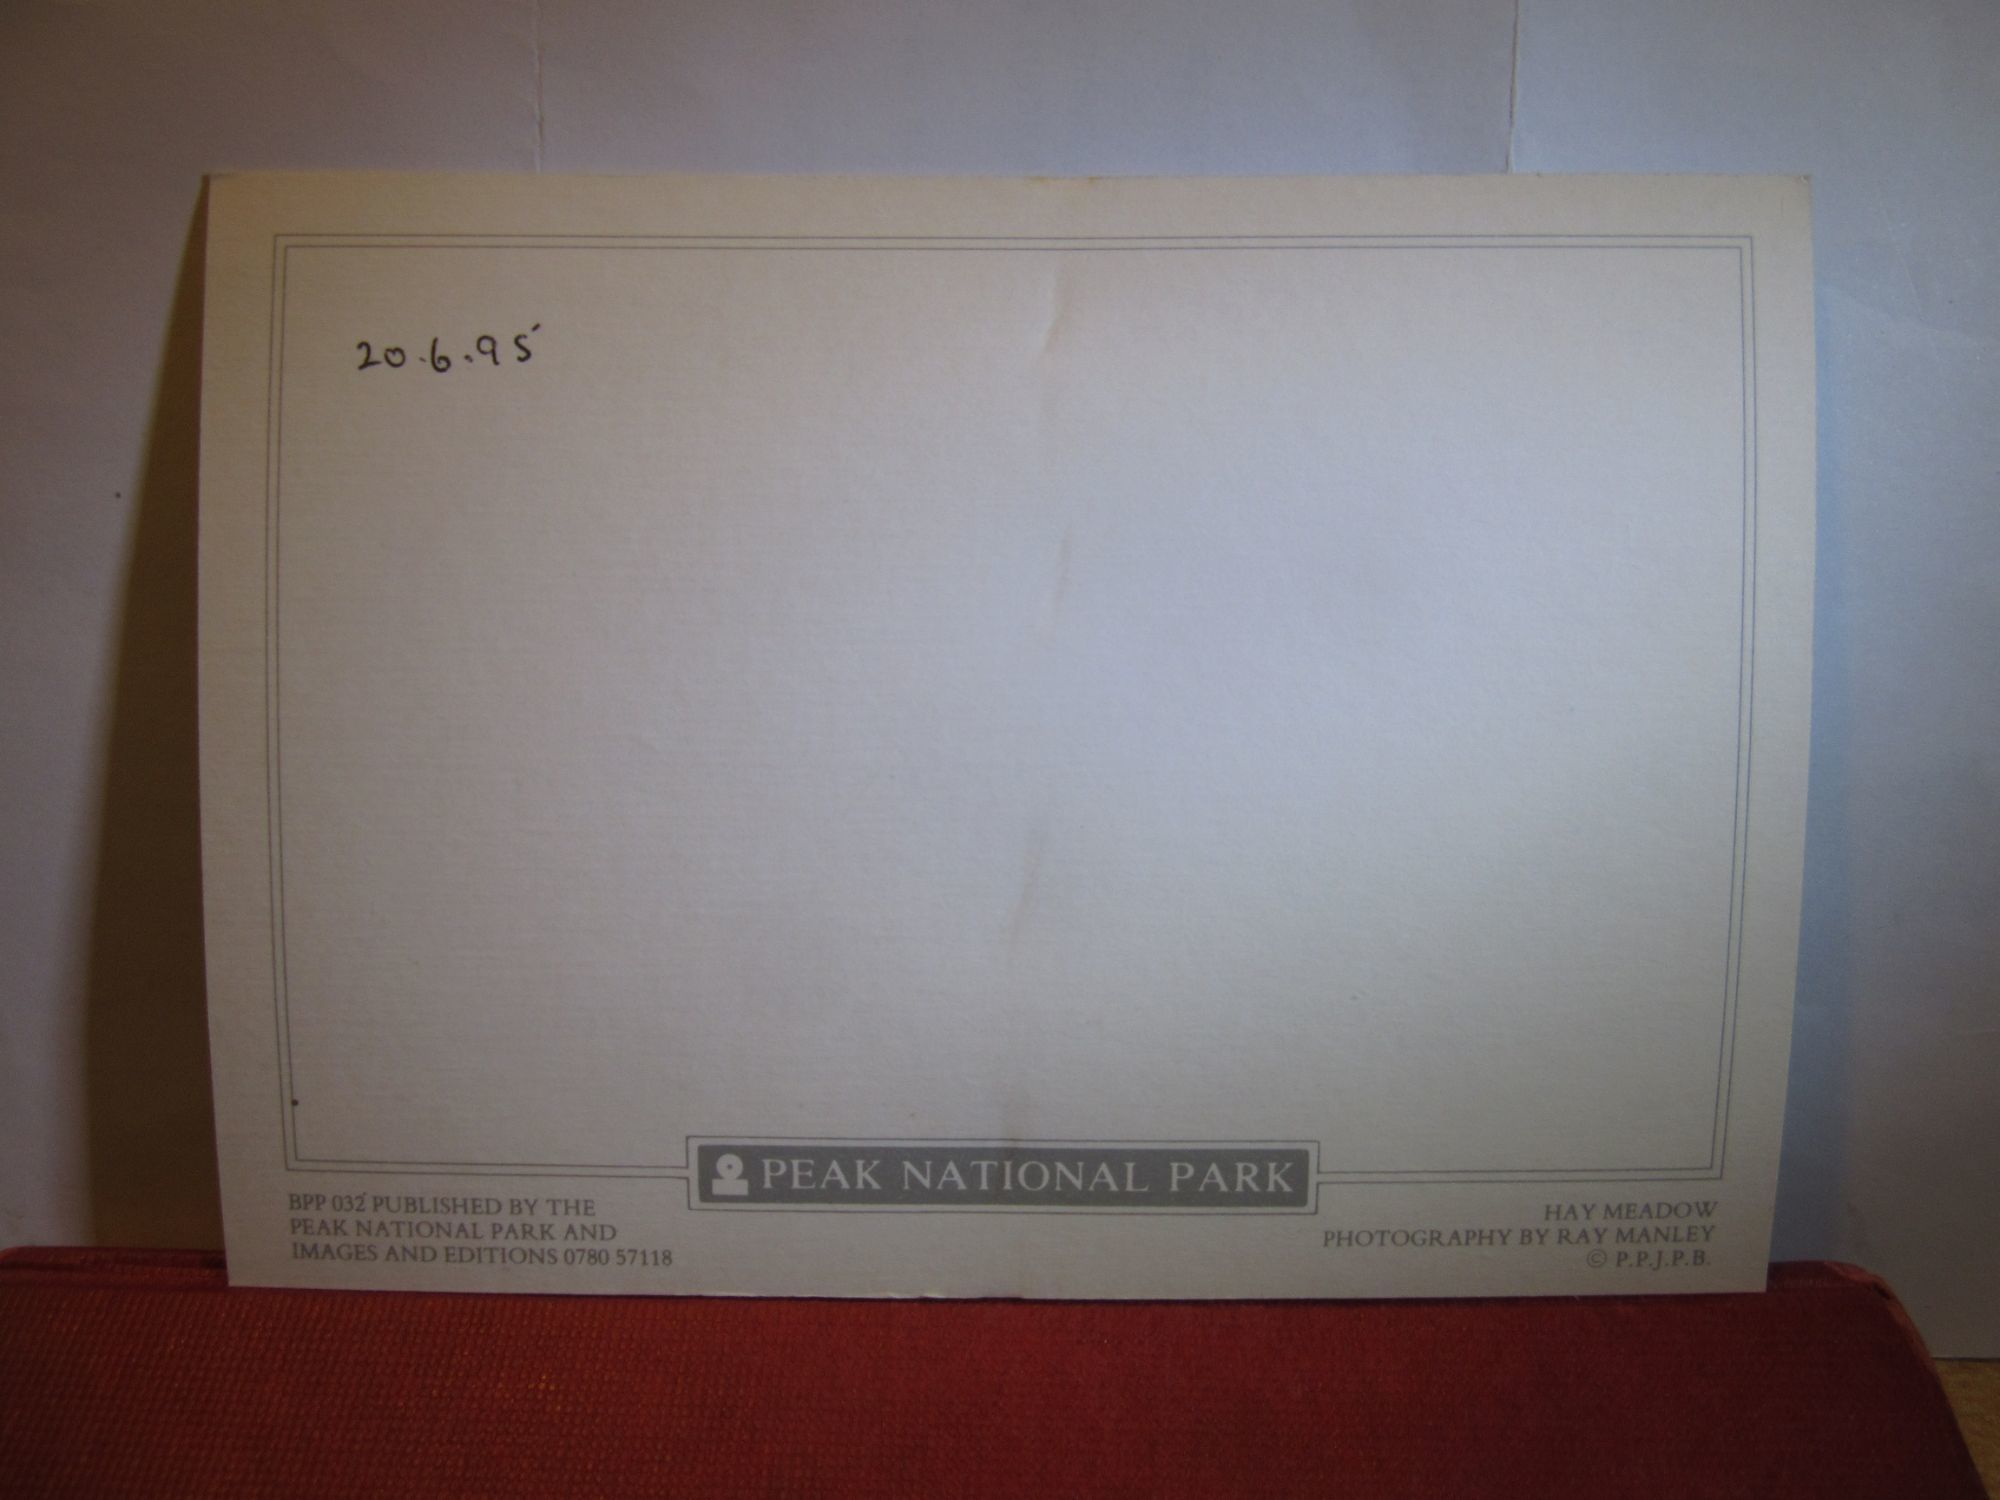 20.6.95
PEAK NATIONAL PARK
BPP 032 PUBLISHED BY THE
PEAK NATIONAL PARK AND
IMAGES AND EDITIONS 0780 57118
HAY MEADOW
PHOTOGRAPHY BY RAY MANLEY
© P.P.J.P.B.